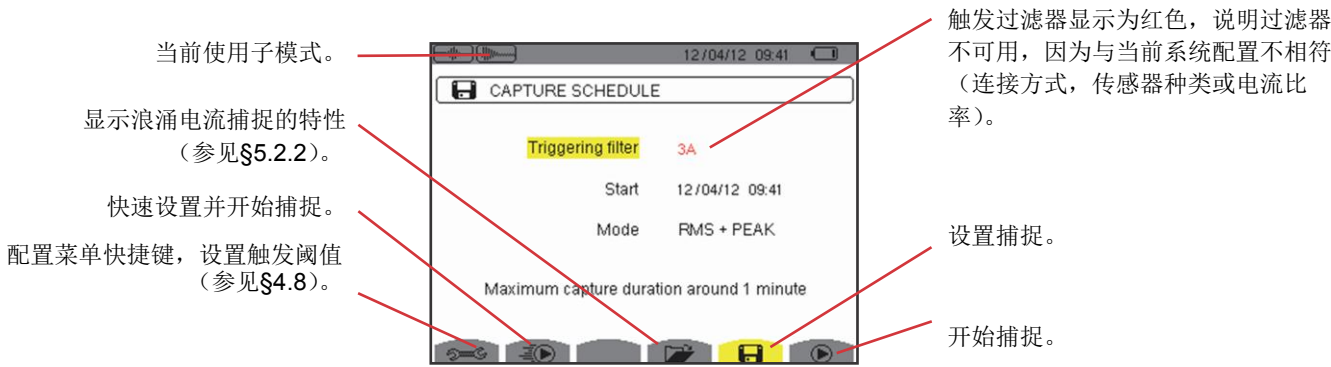 当前使用子模式。
显示浪涌电流捕捉的特性
（参见§5.2.2）。
快速设置并开始捕捉。
配置菜单快捷键，设置触发阈值
（参见§4.8）。
12/04/12 09:41
CAPTURE SCHEDULE
Triggering filter 3A
Start 12/04/12 09:41
Mode RMS + PEAK
Maximum capture duration around 1 minute
触发过滤器显示为红色，说明过滤器
不可用，因为与当前系统配置不相符
（连接方式，传感器种类或电流比
率）。
设置捕捉。
开始捕捉。